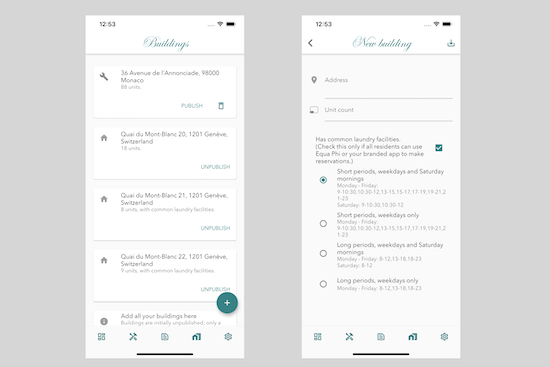 12:53
Buildings
36 Avenue de l'Annonciade, 98000
Monaco
88 units.
PUBLISH
Quai du Mont-Blanc 20, 1201 Genève,
Switzerland
18 units.
UNPUBLISH
Quai du Mont-Blanc 21, 1201 Genève,
Switzerland
8 units, with common laundry facilities.
UNPUBLISH
Quai du Mont-Blanc 22, 1201 Genève,
Switzerland
9 units, with common laundry facilities.
UNPUBLISH
Add all your buildings here
Buildings are initially unpublished; only a
12:53
New building
Address
Unit count
Has common laundry facilities.
(Check this only if all residents can use
Equa Phi or your branded app to make
reservations.)
Short periods, weekdays and Saturday
mornings
Monday - Friday:
9-10:30,10:30-12,13-15,15-17,17-19,19-21,2
1-23
Saturday: 9-10:30,10:30-12
Short periods, weekdays only
Monday - Friday:
9-10:30,10:30-12,13-15,15-17,17-19,19-21,2
1-23
Long periods, weekdays and Saturday
mornings
Monday - Friday: 8-12,13-18,18-23
Saturday: 8-12
Long periods, weekdays only
Monday - Friday: 8-12,13-18,18-23